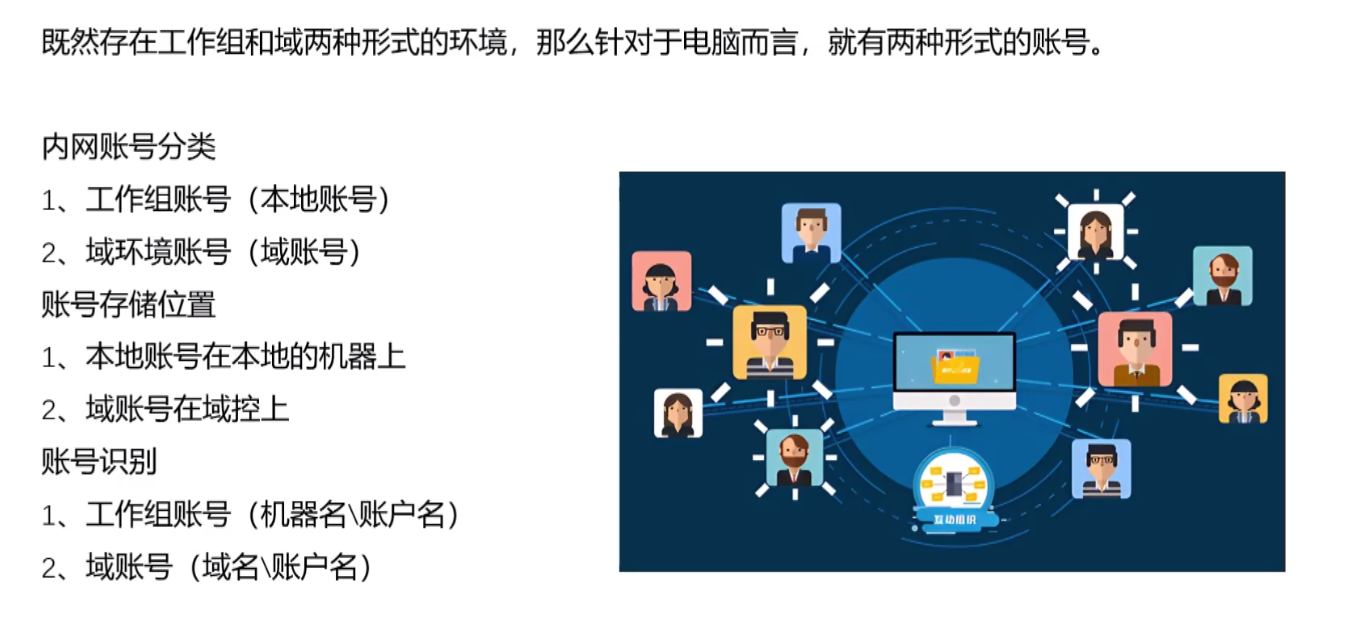 既然存在工作组和域两种形式的环境，那么针对于电脑而言，就有两种形式的账号。
内网账号分类
1、工作组账号（本地账号）
2、域环境账号（域账号）
账号存储位置
1、本地账号在本地的机器上
2、域账号在域控上
账号识别
1、工作组账号（机器名\账户名）
2、域账号（域名\账户名）
互动组织